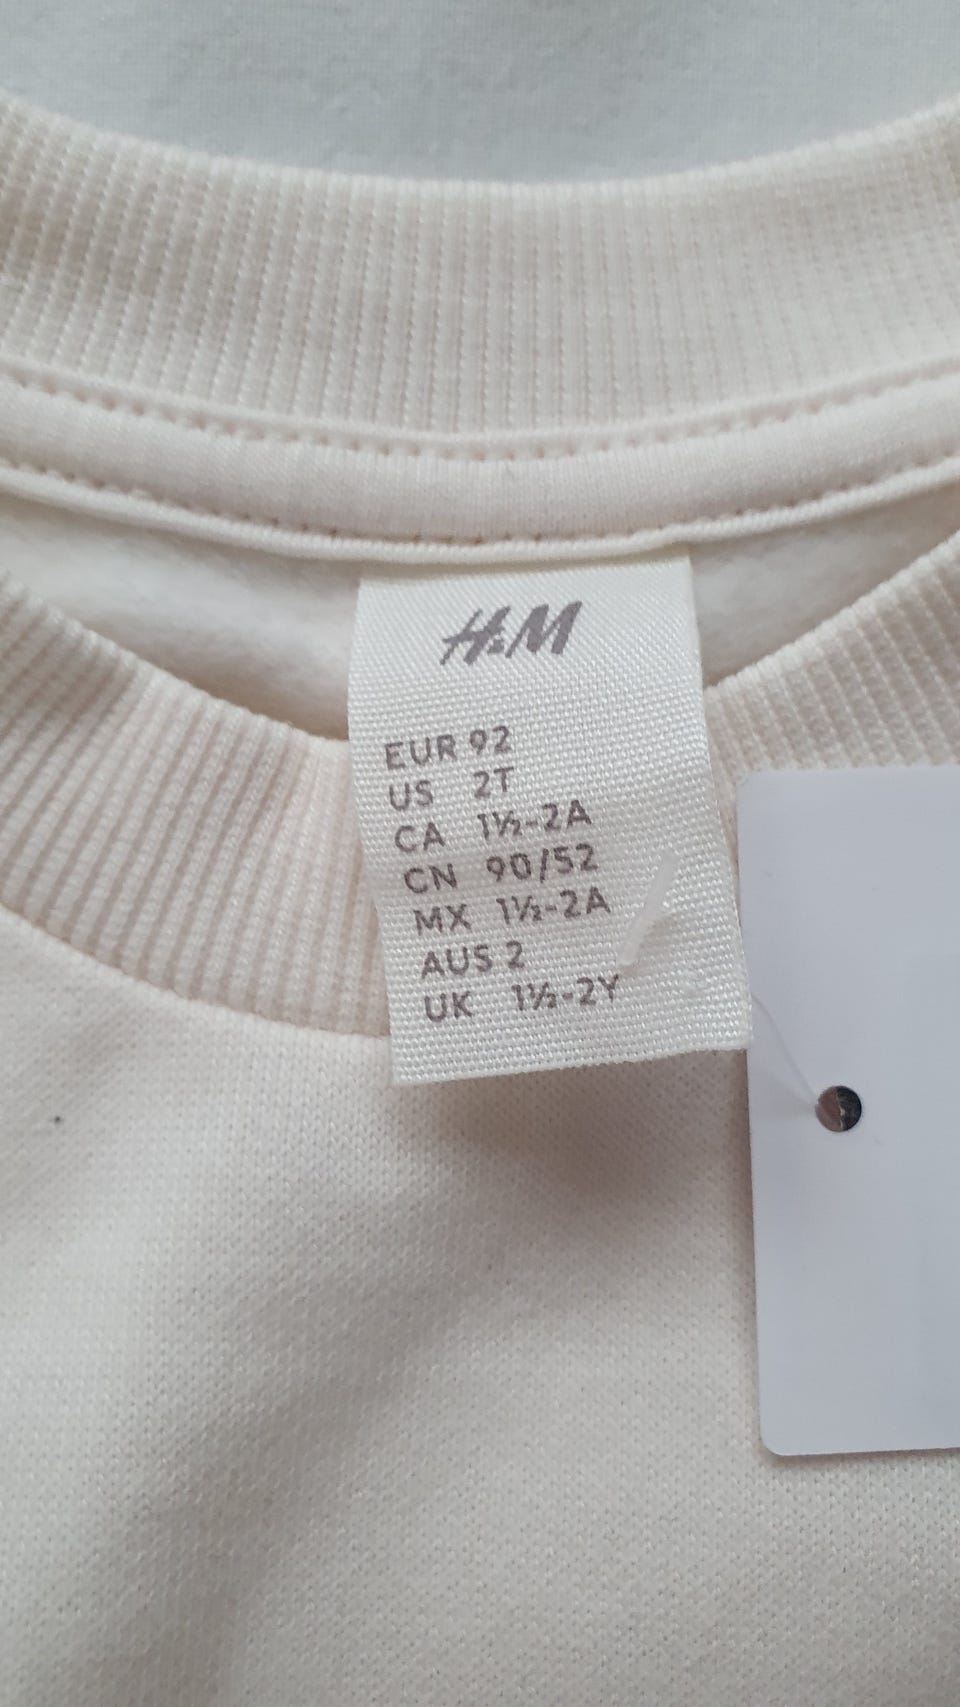 H&M
EUR 92
US 2T
CA 1½-2A
CN 90/52
MX 1½-2A
AUS 2
UK 1½-2Y